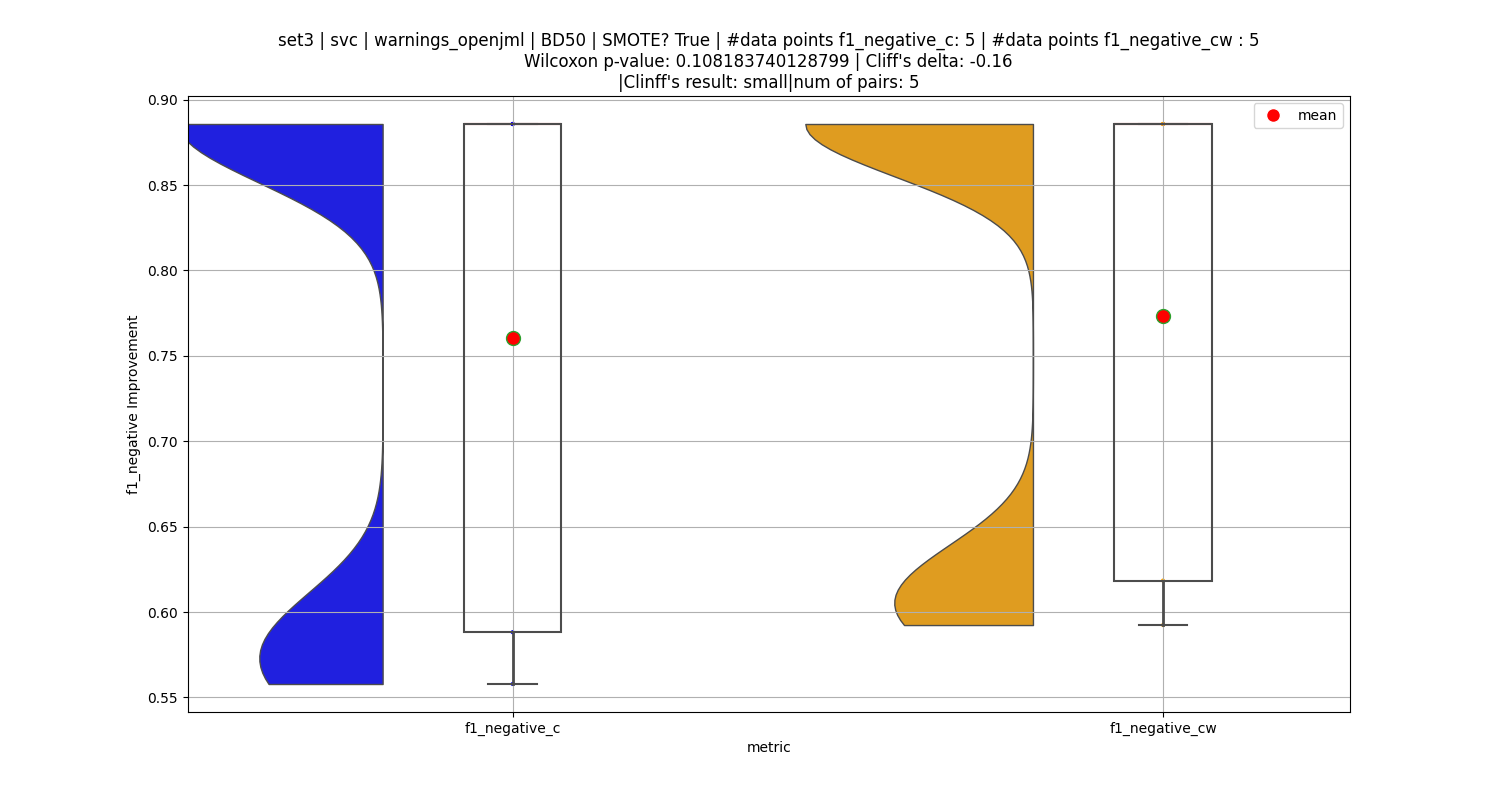 set3 | svc | warnings_openjml | BD50 | SMOTE? True | #data points f1_negative_c: 5 | #data points f1_negative_cw : 5
Wilcoxon p-value: 0.108183740128799 | Cliff's delta: -0.16
|Clinff's result: small|num of pairs: 5
mean
0.90
0.85
0.80
0.75
0.70
0.65
0.60
0.55
f1_negative Improvement
f1_negative_c
f1_negative_cw
metric